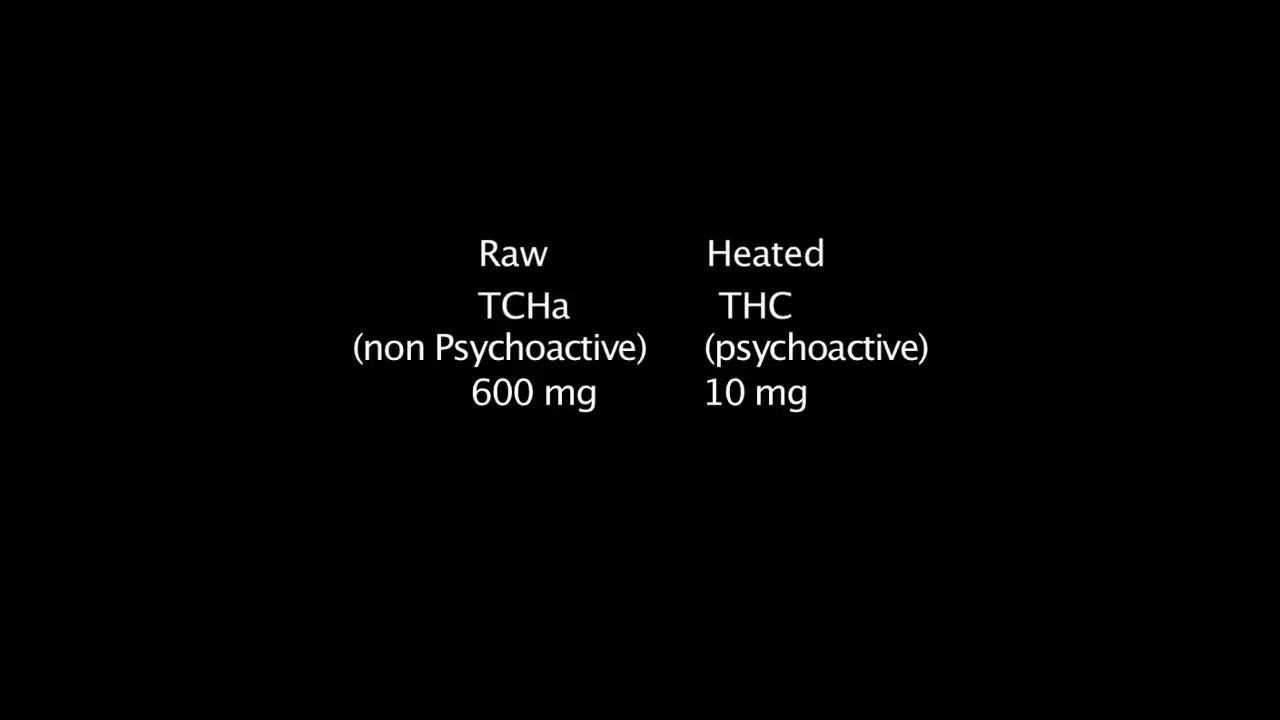 Raw Heated
TCHa THC
(non Psychoactive) (psychoactive)
600 mg 10 mg